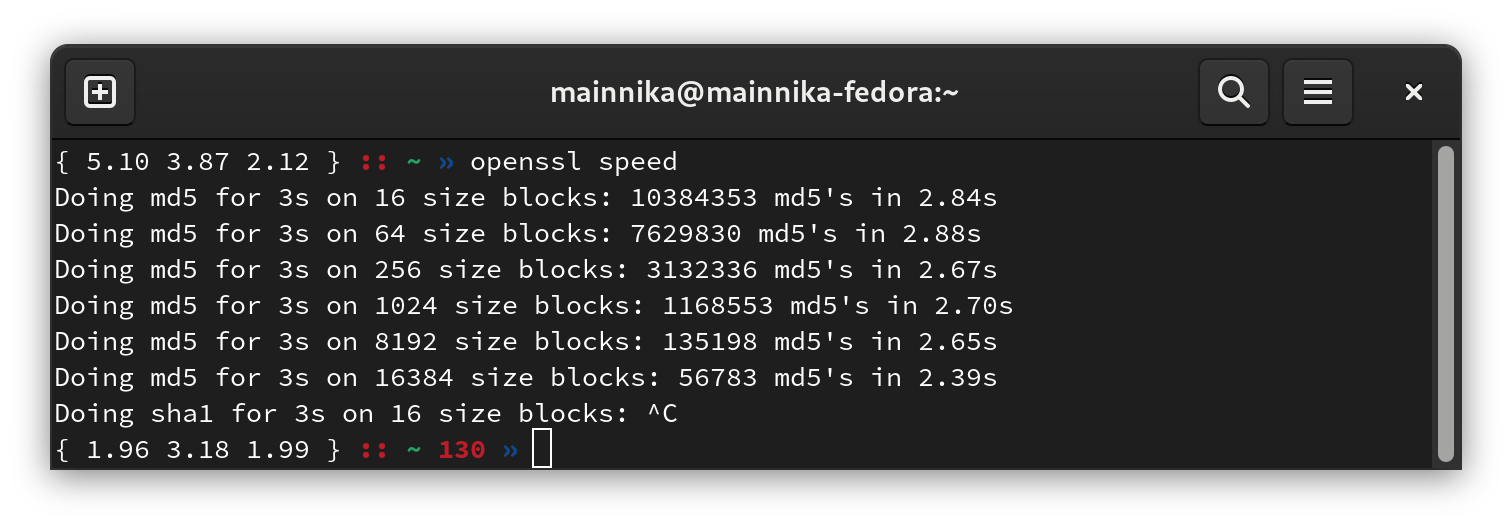 mainnika@mainnika-fedora:~
{ 5.10 3.87 2.12 } :: ~ » openssl speed
Doing md5 for 3s on 16 size blocks: 10384353 md5's in 2.84s
Doing md5 for 3s on 64 size blocks: 7629830 md5's in 2.88s
Doing md5 for 3s on 256 size blocks: 3132336 md5's in 2.67s
Doing md5 for 3s on 1024 size blocks: 1168553 md5's in 2.70s
Doing md5 for 3s on 8192 size blocks: 135198 md5's in 2.65s
Doing md5 for 3s on 16384 size blocks: 56783 md5's in 2.39s
Doing sha1 for 3s on 16 size blocks: ^C
{ 1.96 3.18 1.99 } :: ~ 130 »